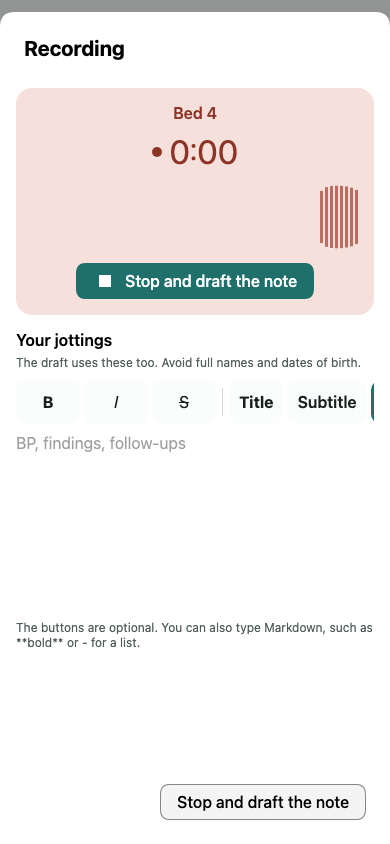 Recording
Bed 4
0:00
Stop and draft the note
Your jottings
The draft uses these too. Avoid full names and dates of birth.
B I S Title Subtitle
BP, findings, follow-ups
The buttons are optional. You can also type Markdown, such as
**bold** or - for a list.
Stop and draft the note